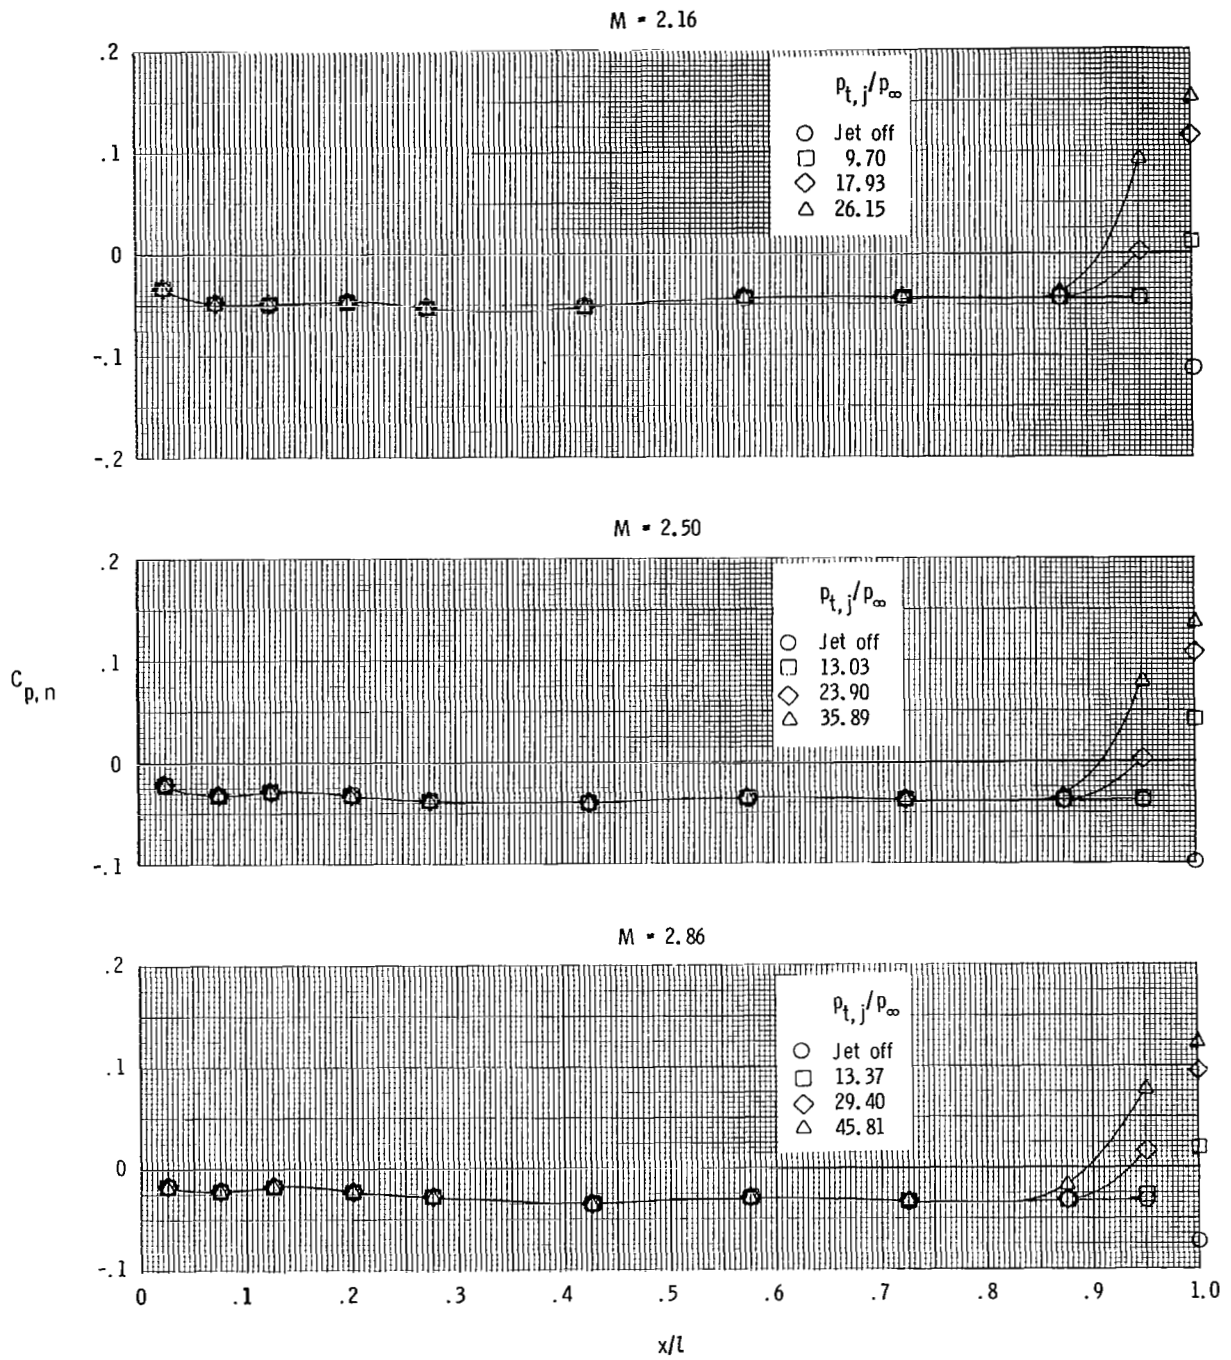 M = 2.16
.2
.1
0
-.1
-.2
p_t,j/p_∞
Jet off
9.70
17.93
26.15
M = 2.50
C_p,n
.2
.1
0
-.1
p_t,j/p_∞
Jet off
13.03
23.90
35.89
M = 2.86
.2
.1
0
-.1
p_t,j/p_∞
Jet off
13.37
29.40
45.81
0 .1 .2 .3 .4 .5 .6 .7 .8 .9 1.0
x/l